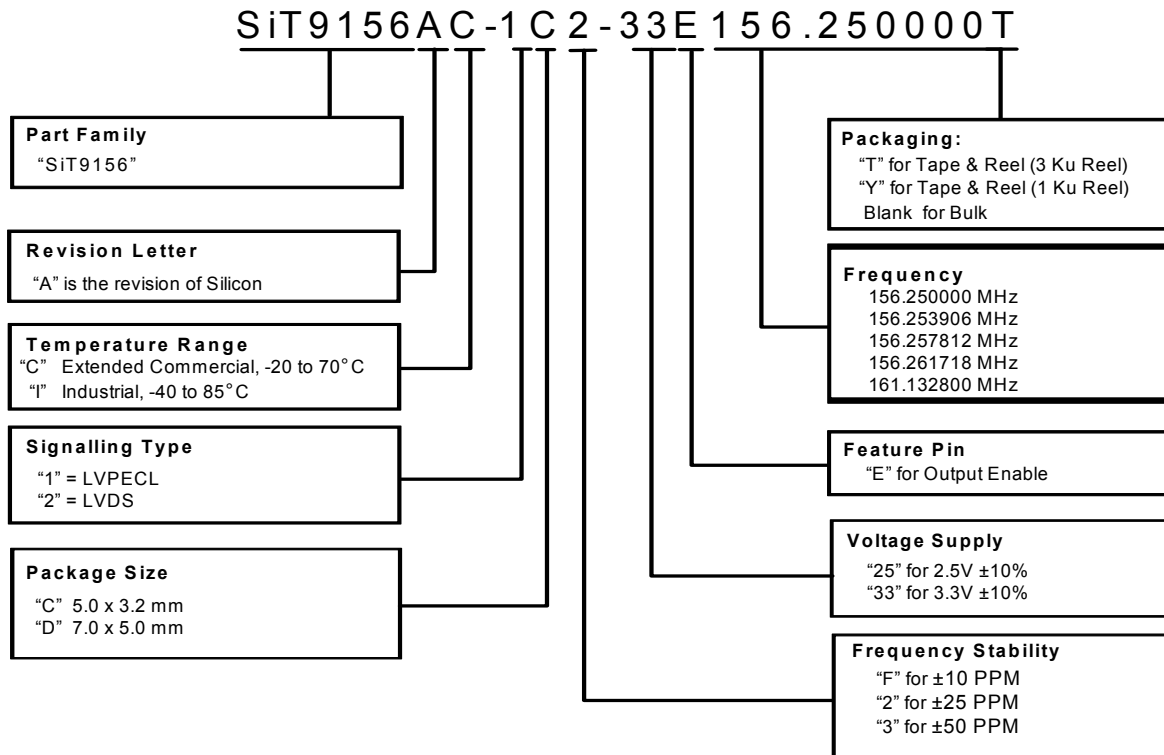 SiT9156AC-1C2-33E156.250000T
Part Family
“SiT9156”
Revision Letter
“A” is the revision of Silicon
Temperature Range
“C” Extended Commercial, -20 to 70°C
“I” Industrial, -40 to 85°C
Signalling Type
“1” = LVPECL
“2” = LVDS
Package Size
“C” 5.0 x 3.2 mm
“D” 7.0 x 5.0 mm
Packaging:
“T” for Tape & Reel (3 Ku Reel)
“Y” for Tape & Reel (1 Ku Reel)
Blank for Bulk
Frequency
156.250000 MHz
156.253906 MHz
156.257812 MHz
156.261718 MHz
161.132800 MHz
Feature Pin
“E” for Output Enable
Voltage Supply
“25” for 2.5V ±10%
“33” for 3.3V ±10%
Frequency Stability
“F” for ±10 PPM
“2” for ±25 PPM
“3” for ±50 PPM